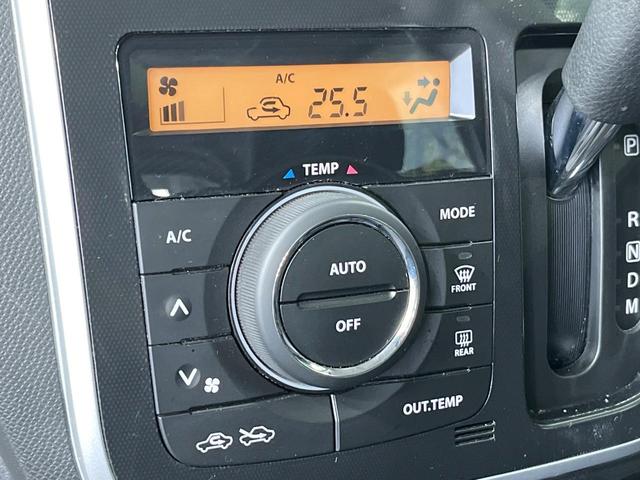 A/C
25.5
TEMP
A/C
MODE
AUTO
OFF
FRONT
REAR
OUT.TEMP
P
R
N
D
M